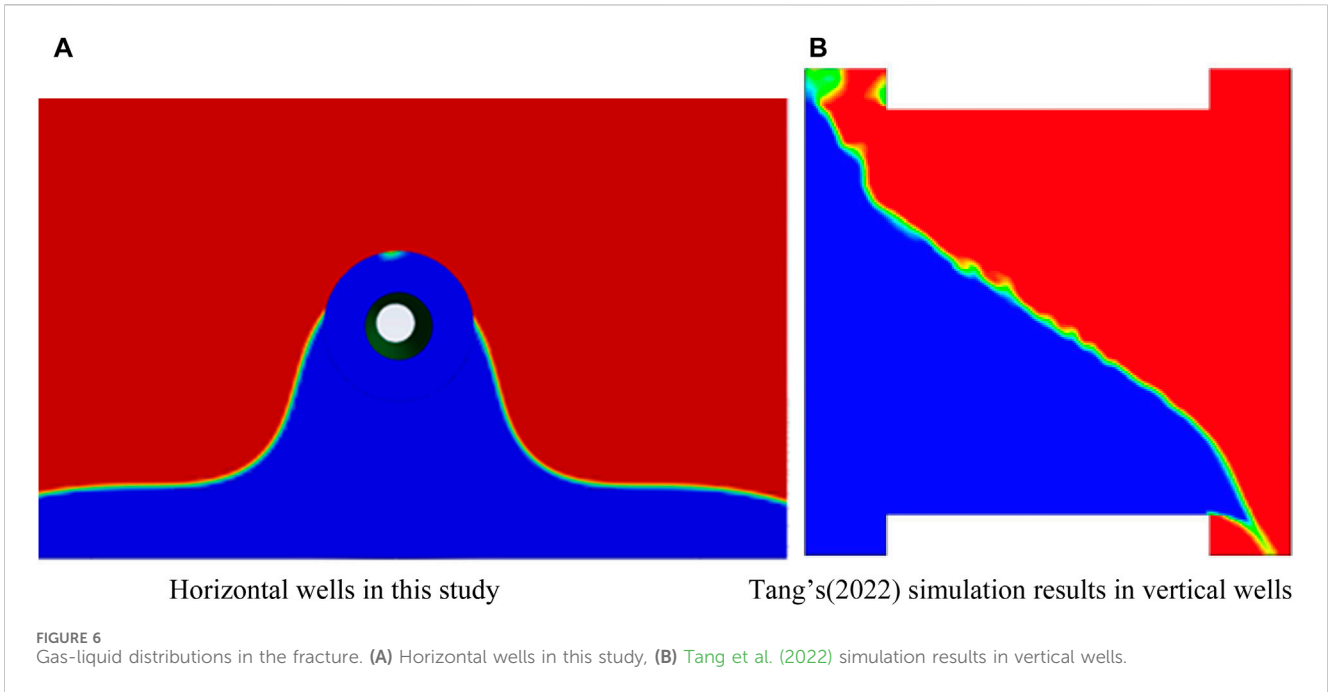 A
B
Horizontal wells in this study
Tang's(2022) simulation results in vertical wells
FIGURE 6
Gas-liquid distributions in the fracture. (A) Horizontal wells in this study, (B) Tang et al. (2022) simulation results in vertical wells.